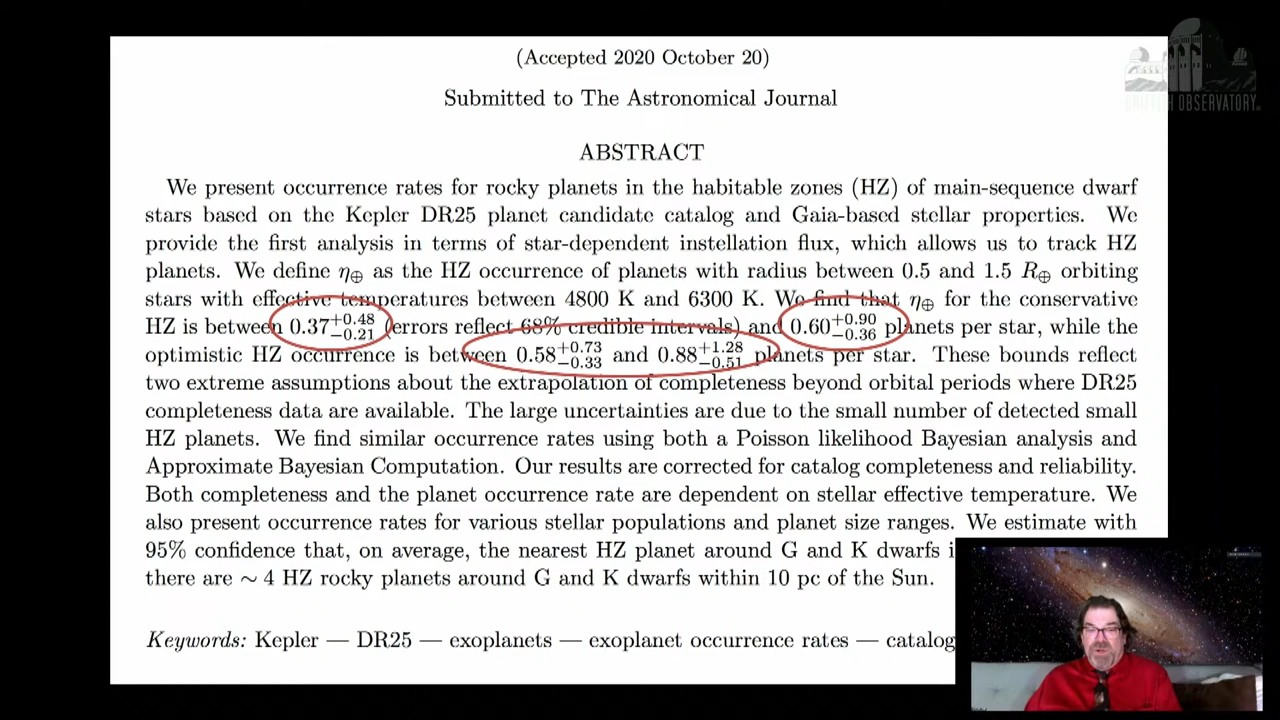 (Accepted 2020 October 20)
Submitted to The Astronomical Journal
ABSTRACT
We present occurrence rates for rocky planets in the habitable zones (HZ) of main-sequence dwarf
stars based on the Kepler DR25 planet candidate catalog and Gaia-based stellar properties. We
provide the first analysis in terms of star-dependent instellation flux, which allows us to track HZ
planets. We define η⊕ as the HZ occurrence of planets with radius between 0.5 and 1.5 R⊕ orbiting
stars with effective temperatures between 4800 K and 6300 K. We find that η⊕ for the conservative
HZ is between 0.37+0.48−0.21 (errors reflect 68% credible intervals) and 0.60+0.90−0.36 planets per star, while the
optimistic HZ occurrence is between 0.58+0.73−0.33 and 0.88+1.28−0.51 planets per star. These bounds reflect
two extreme assumptions about the extrapolation of completeness beyond orbital periods where DR25
completeness data are available. The large uncertainties are due to the small number of detected small
HZ planets. We find similar occurrence rates using both a Poisson likelihood Bayesian analysis and
Approximate Bayesian Computation. Our results are corrected for catalog completeness and reliability.
Both completeness and the planet occurrence rate are dependent on stellar effective temperature. We
also present occurrence rates for various stellar populations and planet size ranges. We estimate with
95% confidence that, on average, the nearest HZ planet around G and K dwarfs
there are ∼ 4 HZ rocky planets around G and K dwarfs within 10 pc of the Sun.
Keywords: Kepler — DR25 — exoplanets — exoplanet occurrence rates — catalog
GRIFFITH OBSERVATORY